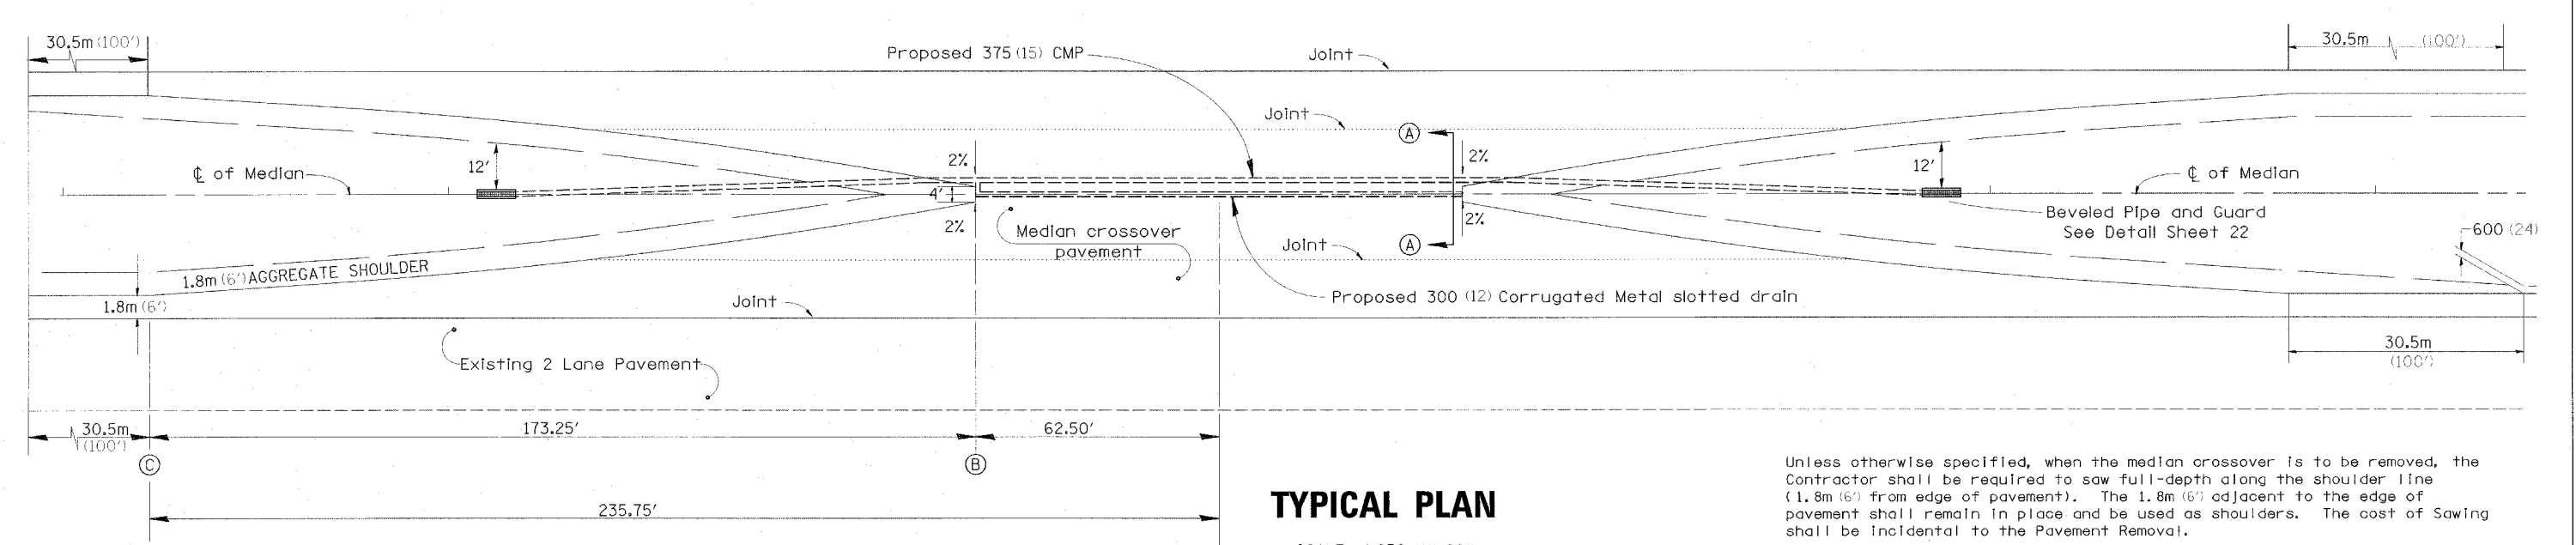 30.5m (100')
Proposed 375 (15) CMP
Joint
30.5m (100')
Joint
A
12'
2%
2%
12'
℄ of Median
4'
℄ of Median
2%
2%
Beveled Pipe and Guard
See Detail Sheet 22
Median crossover
pavement
Joint
A
600 (24)
1.8m (6') AGGREGATE SHOULDER
1.8m (6')
Joint
Proposed 300 (12) Corrugated Metal slotted drain
Existing 2 Lane Pavement
30.5m
(100')
30.5m
(100')
173.25'
62.50'
C
B
235.75'
TYPICAL PLAN
Unless otherwise specified, when the median crossover is to be removed, the
Contractor shall be required to saw full-depth along the shoulder line
(1.8m (6') from edge of pavement). The 1.8m (6') adjacent to the edge of
pavement shall remain in place and be used as shoulders. The cost of Sawing
shall be incidental to the Pavement Removal.